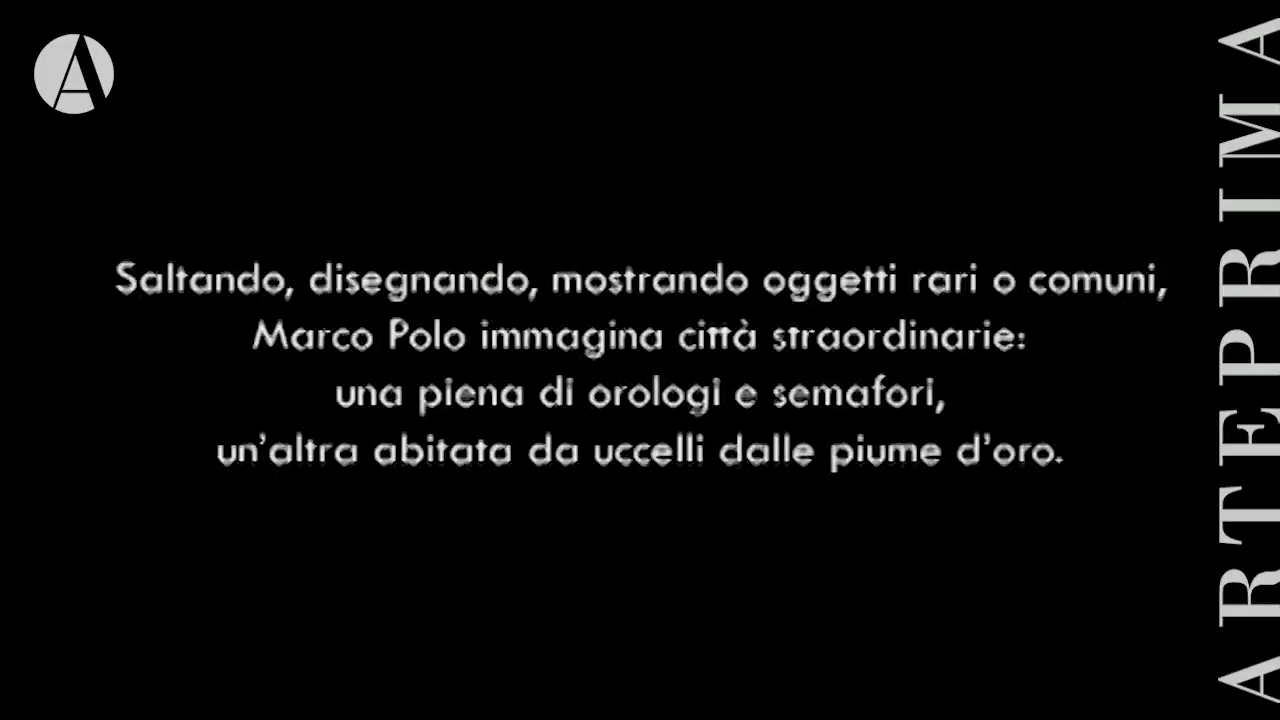 A
Saltando, disegnando, mostrando oggetti rari o comuni,
Marco Polo immagina città straordinarie:
una piena di orologi e semafori,
un'altra abitata da uccelli dalle piume d'oro.
ARTEPRIMA